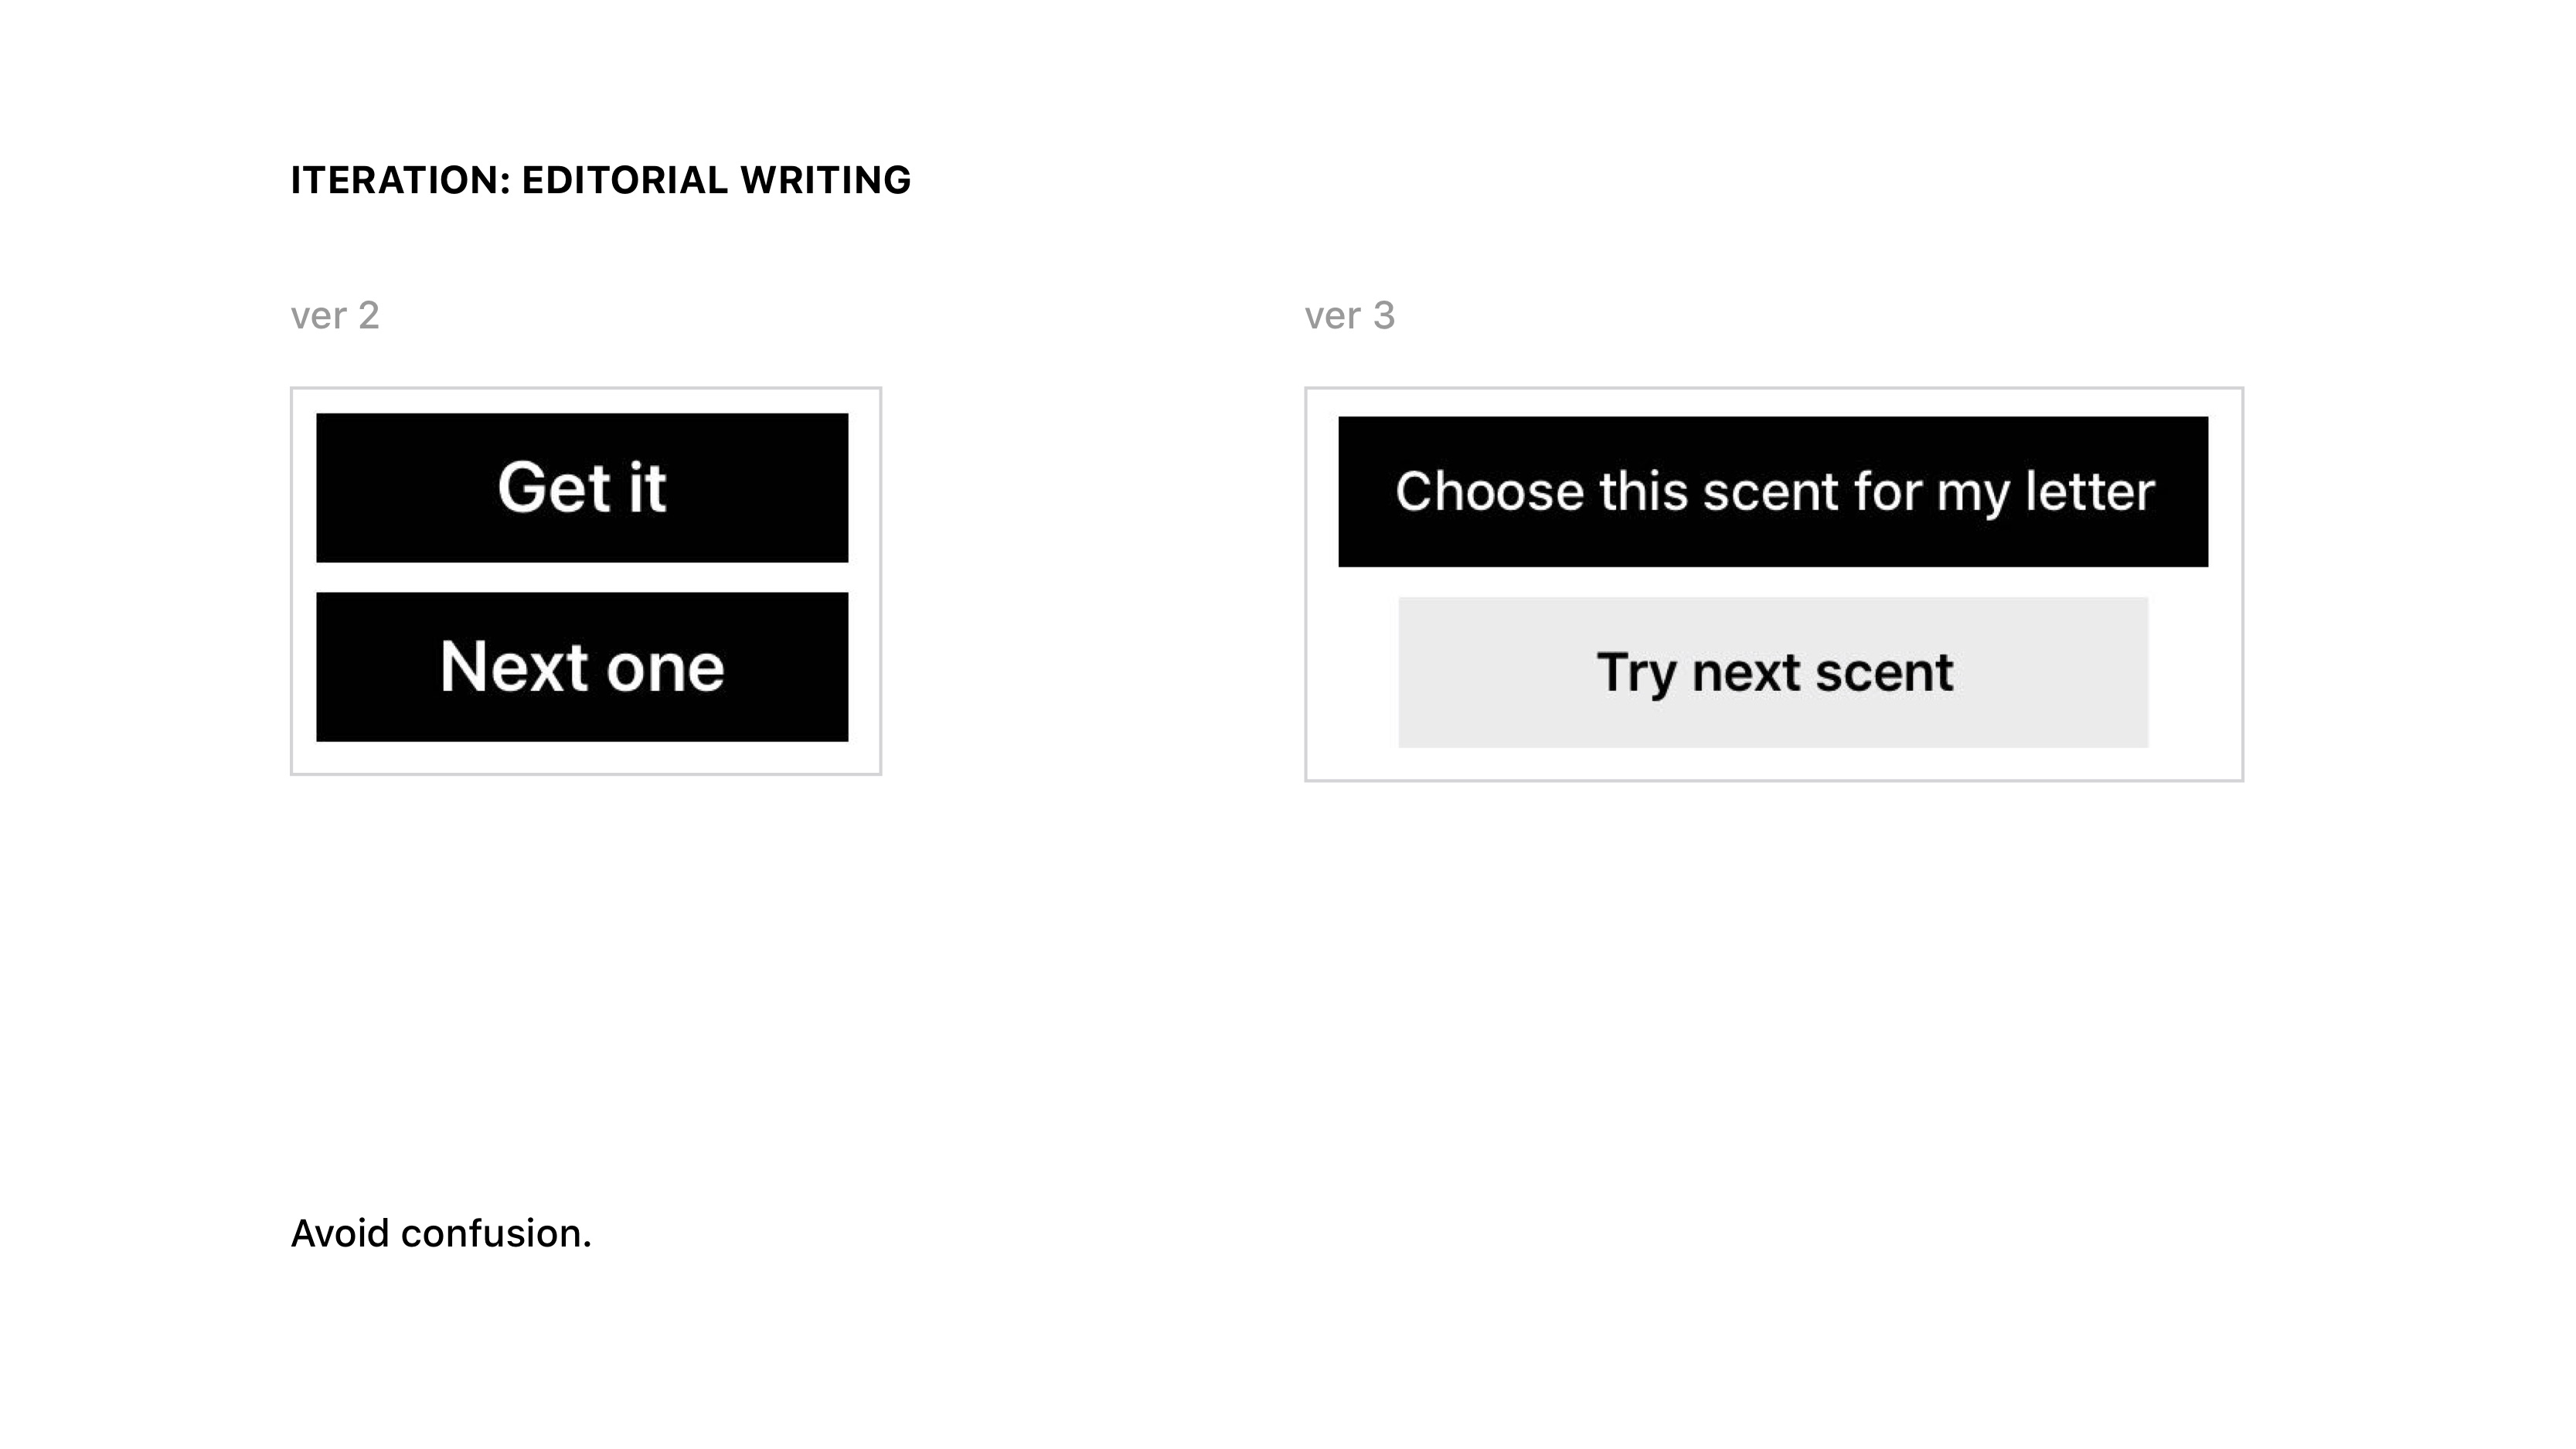 ITERATION: EDITORIAL WRITING
ver 2
Get it
Next one
ver 3
Choose this scent for my letter
Try next scent
Avoid confusion.